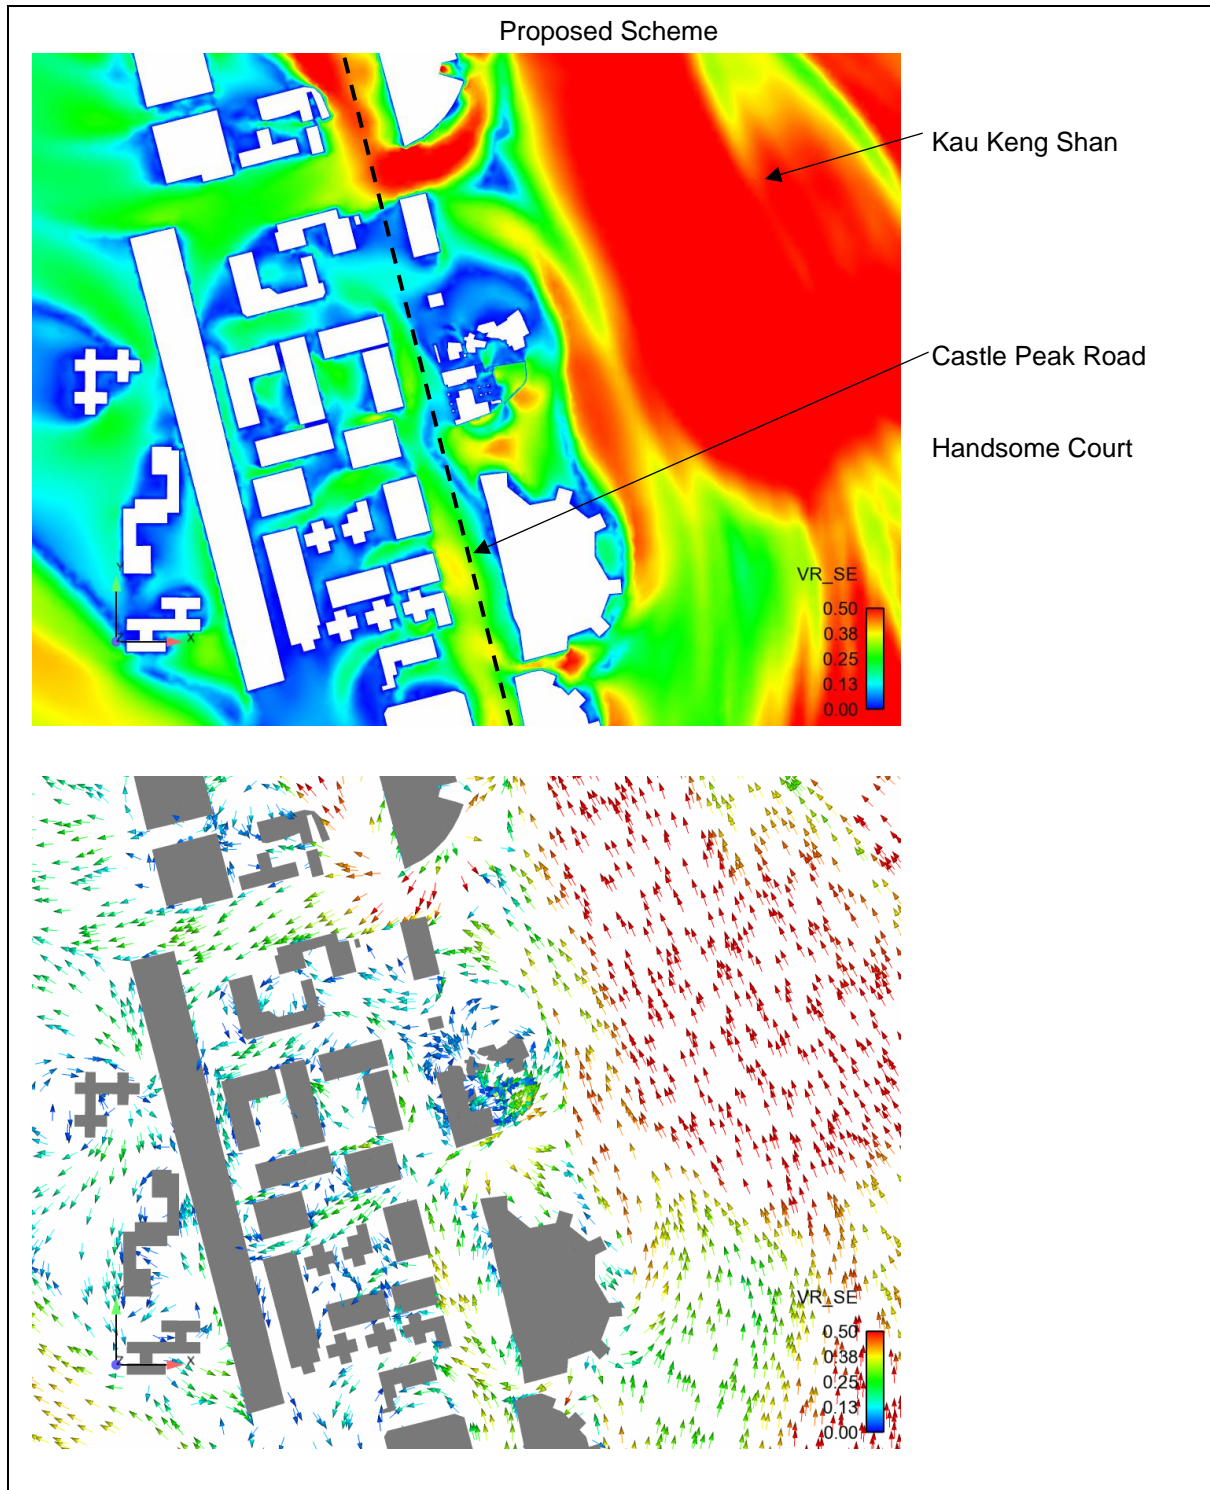 Proposed Scheme
Kau Keng Shan
Castle Peak Road
Handsome Court
VR_SE
0.50
0.38
0.25
0.13
0.00
Y
Z
X
VR_SE
0.50
0.38
0.25
0.13
0.00
Z
X